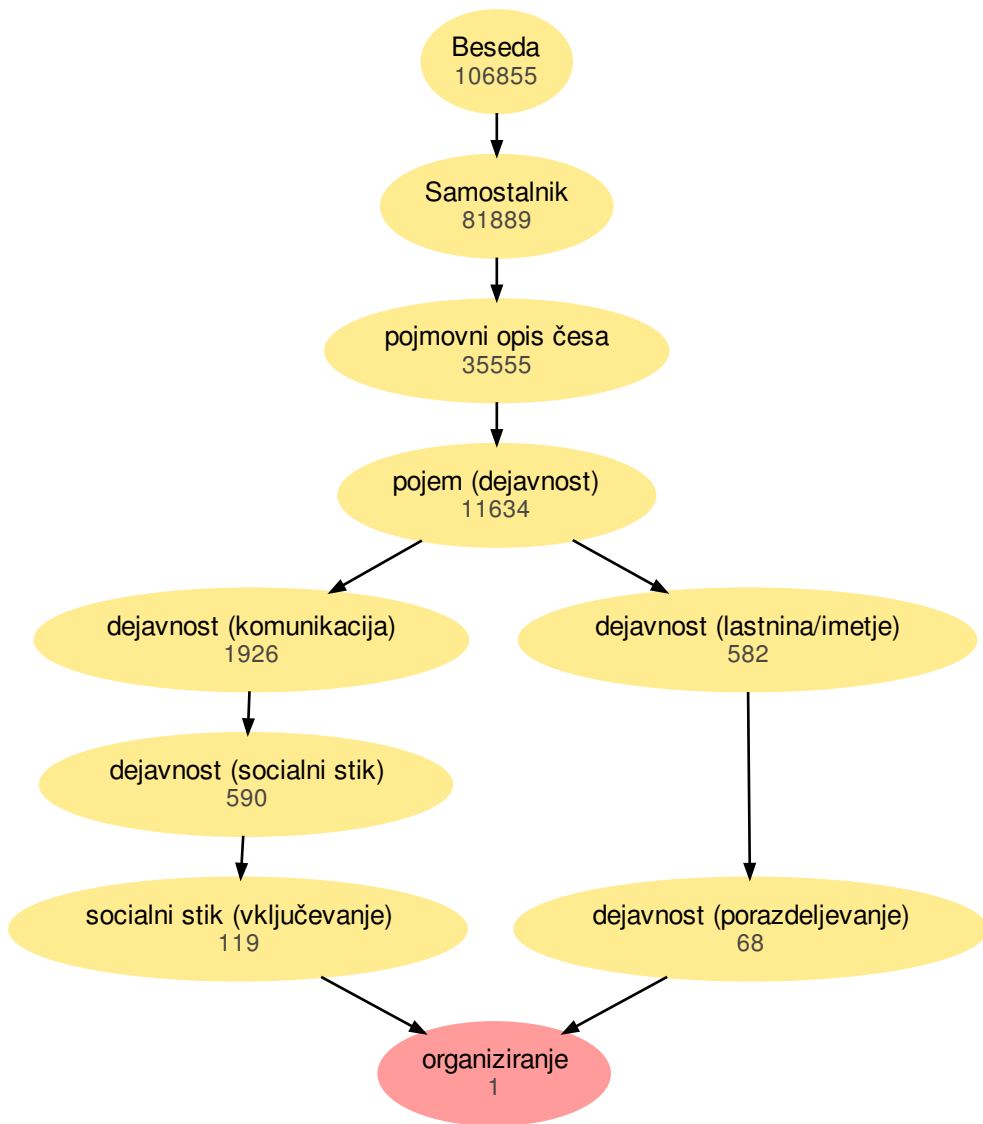 Beseda
106855
Samostalnik
81889
pojmovni opis česa
35555
pojem (dejavnost)
11634
dejavnost (komunikacija)
1926
dejavnost (lastnina/imetje)
582
dejavnost (socialni stik)
590
socialni stik (vključevanje)
119
dejavnost (porazdeljevanje)
68
organiziranje
1